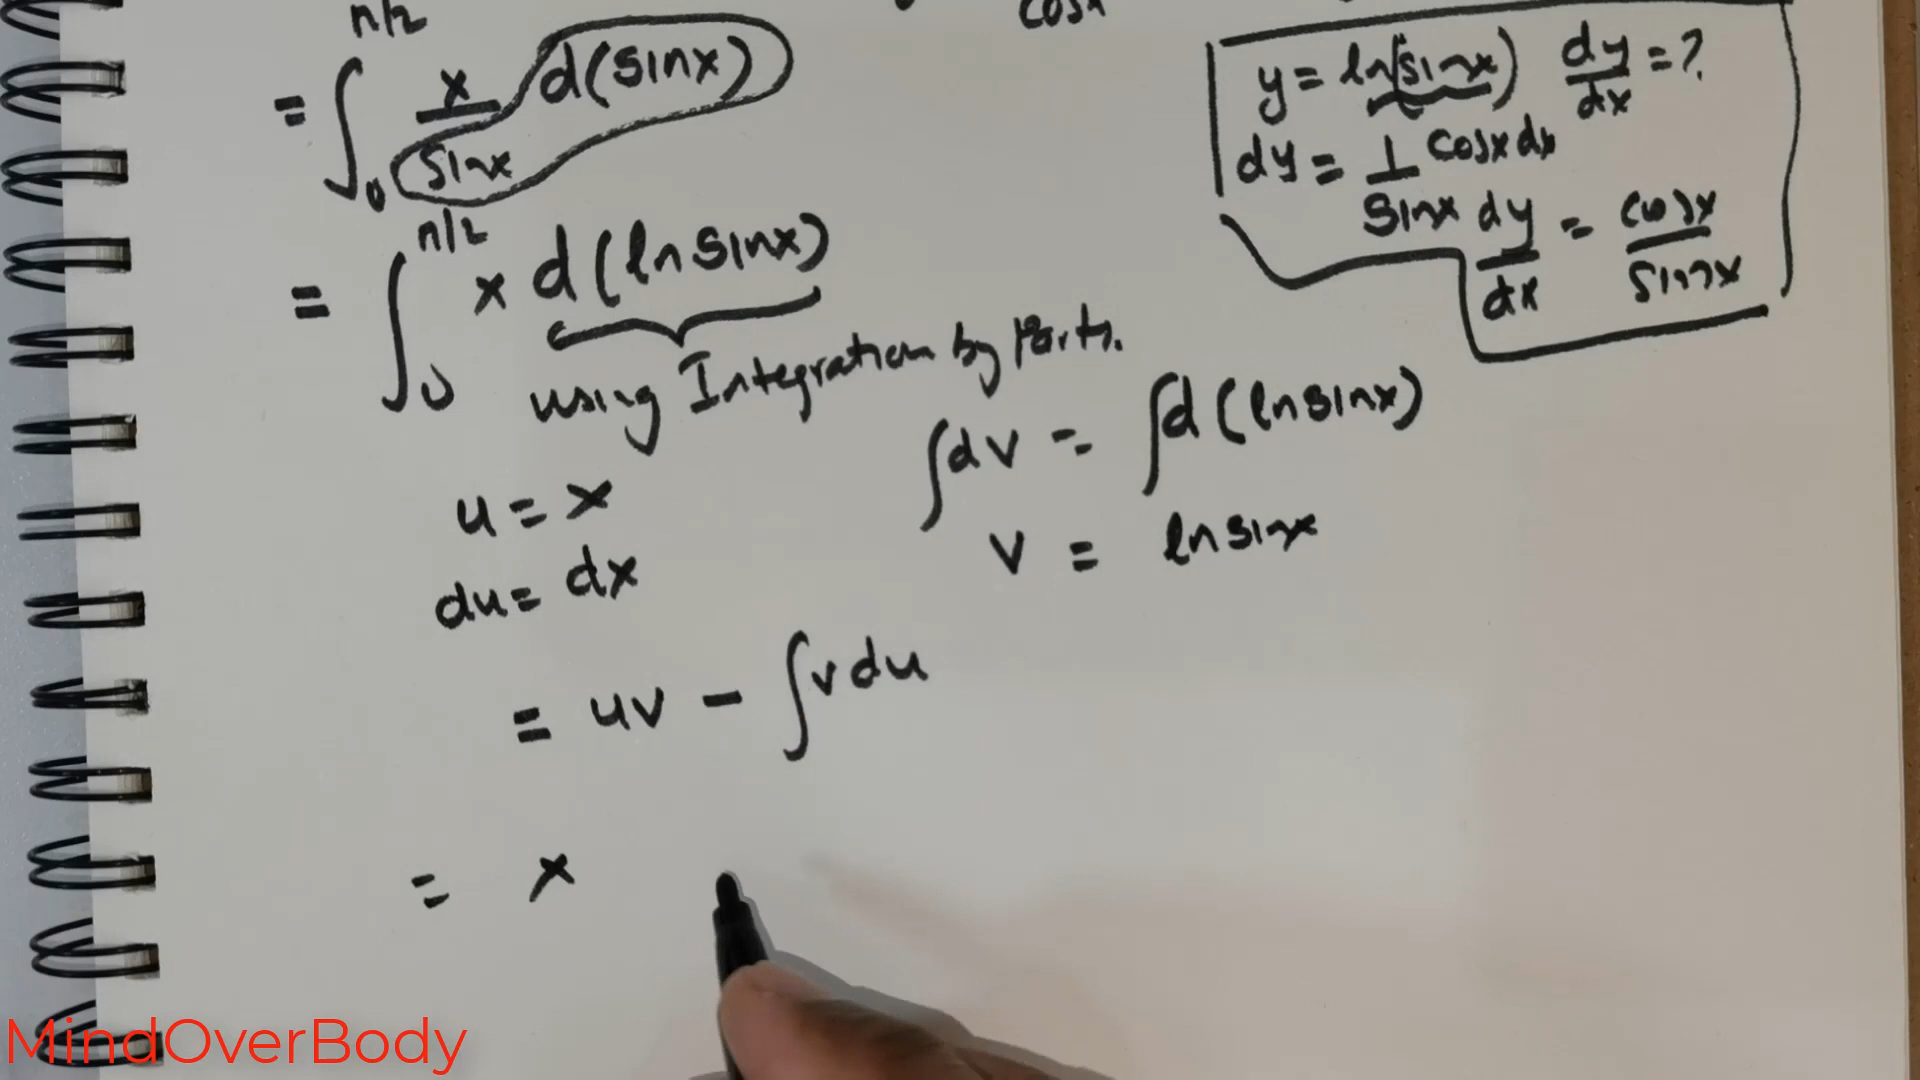 π/2
cosx
= ∫₀ x/sinx d(sinx)
π/2
= ∫₀ x d(ln sinx)
using Integration by Parts.
u = x
du = dx
∫dv = ∫d(ln sinx)
v = ln sinx
= uv - ∫v du
= x
y = ln(sinx) dy/dx = ?
dy = 1/sinx cosx dx
dy/dx = cosx/sinx
MindOverBody